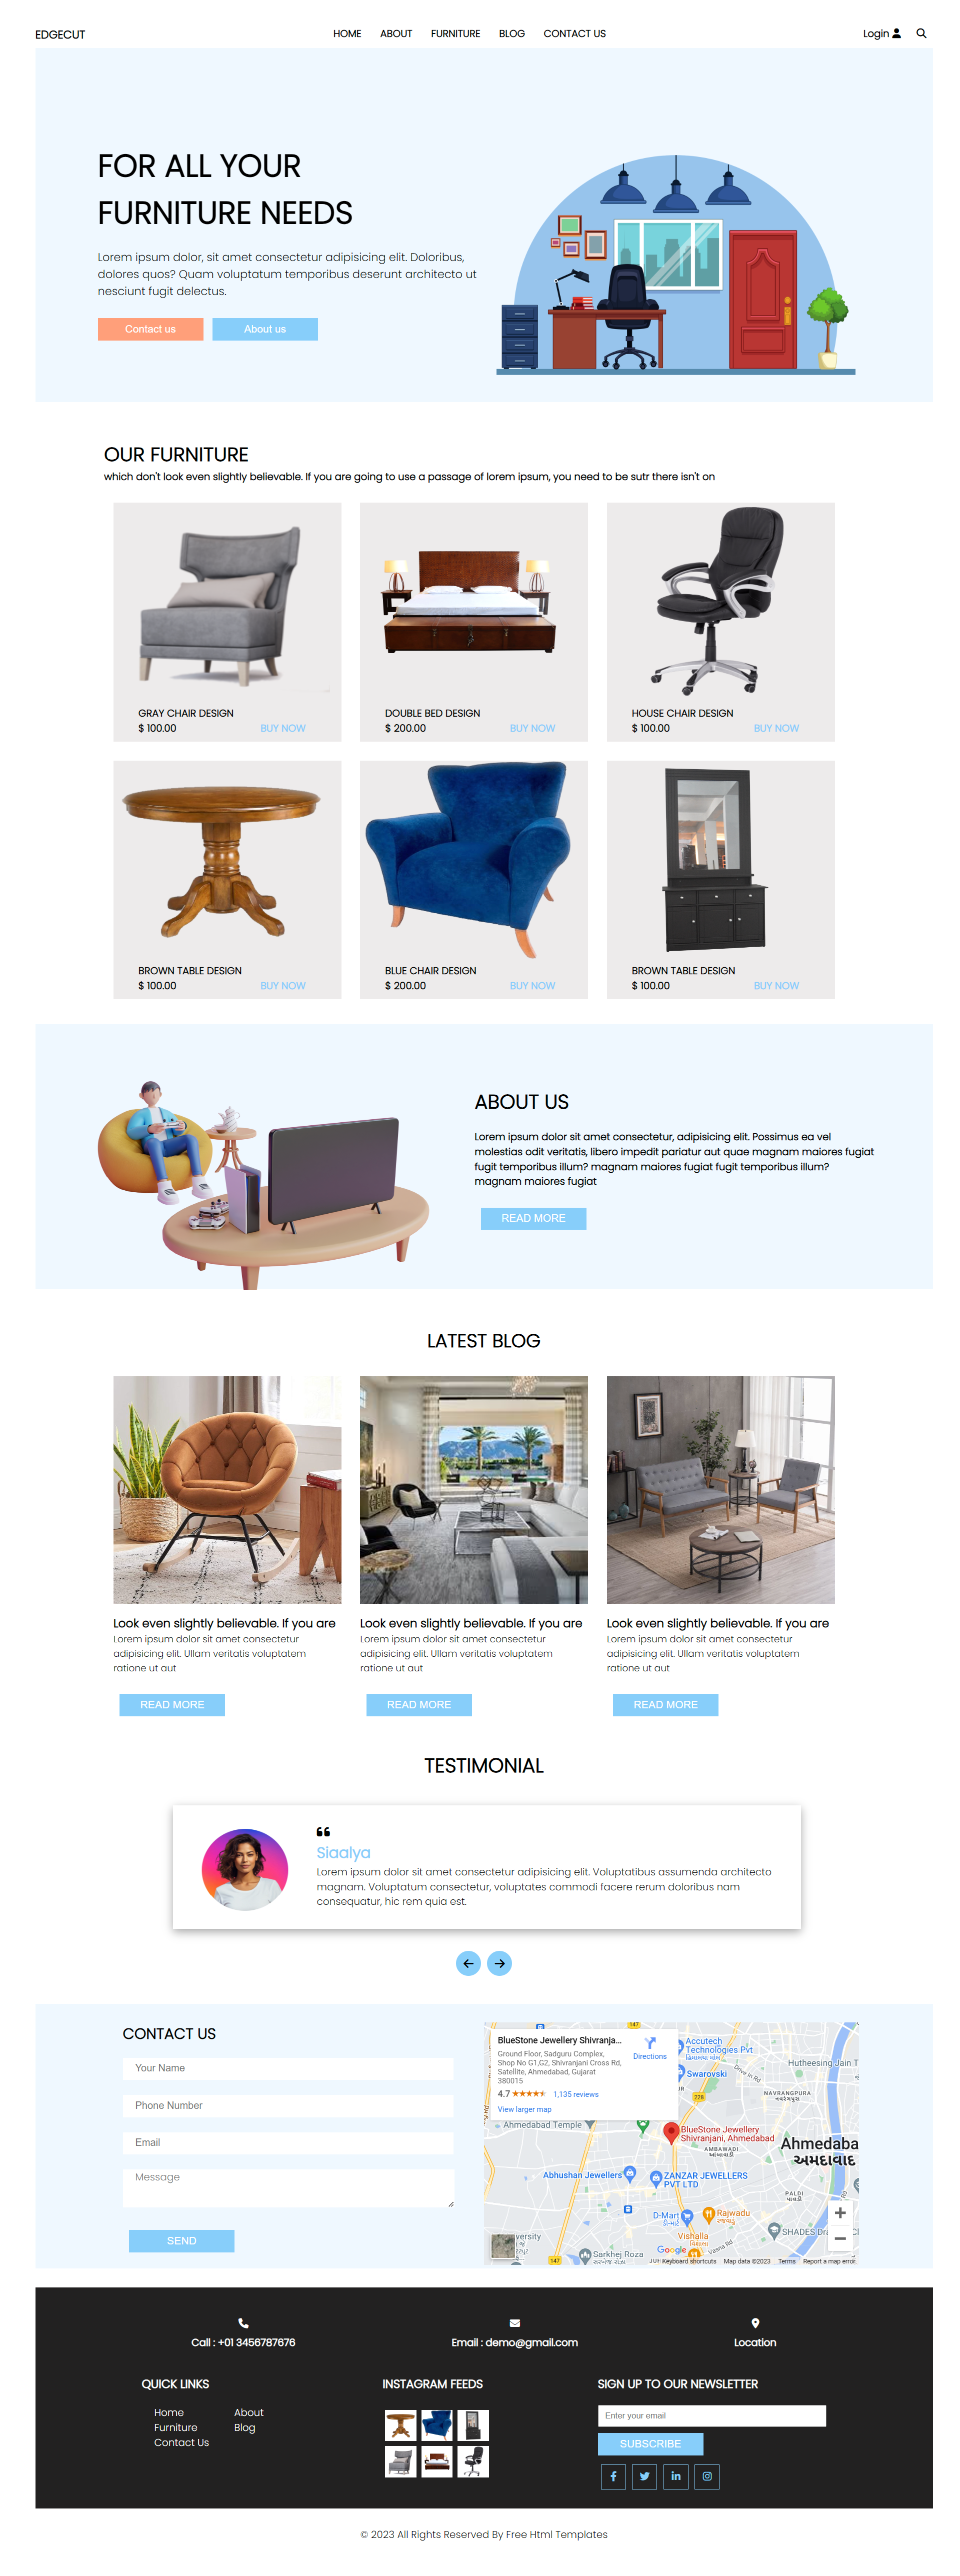 EDGECUT
HOME ABOUT FURNITURE BLOG CONTACT US
Login
FOR ALL YOUR
FURNITURE NEEDS
Lorem ipsum dolor, sit amet consectetur adipisicing elit. Doloribus,
dolores quos? Quam voluptatum temporibus deserunt architecto ut
nesciunt fugit delectus.
Contact us
About us
OUR FURNITURE
which don't look even slightly believable. If you are going to use a passage of lorem ipsum, you need to be sutr there isn't on
GRAY CHAIR DESIGN
$ 100.00 BUY NOW
DOUBLE BED DESIGN
$ 200.00 BUY NOW
HOUSE CHAIR DESIGN
$ 100.00 BUY NOW
BROWN TABLE DESIGN
$ 100.00 BUY NOW
BLUE CHAIR DESIGN
$ 200.00 BUY NOW
BROWN TABLE DESIGN
$ 100.00 BUY NOW
ABOUT US
Lorem ipsum dolor sit amet consectetur, adipisicing elit. Possimus ea vel
molestias odit veritatis, libero impedit pariatur aut quae magnam maiores fugiat
fugit temporibus illum? magnam maiores fugiat fugit temporibus illum?
magnam maiores fugiat
READ MORE
LATEST BLOG
Look even slightly believable. If you are
Lorem ipsum dolor sit amet consectetur
adipisicing elit. Ullam veritatis voluptatem
ratione ut aut
READ MORE
Look even slightly believable. If you are
Lorem ipsum dolor sit amet consectetur
adipisicing elit. Ullam veritatis voluptatem
ratione ut aut
READ MORE
Look even slightly believable. If you are
Lorem ipsum dolor sit amet consectetur
adipisicing elit. Ullam veritatis voluptatem
ratione ut aut
READ MORE
TESTIMONIAL
Siaalya
Lorem ipsum dolor sit amet consectetur adipisicing elit. Voluptatibus assumenda architecto
magnam. Voluptatum consectetur, voluptates commodi facere rerum doloribus nam
consequatur, hic rem quia est.
CONTACT US
Your Name
Phone Number
Email
Message
SEND
BlueStone Jewellery Shivranja...
Ground Floor, Sadguru Complex,
Shop No G1,G2, Shivranjani Cross Rd,
Satellite, Ahmedabad, Gujarat
380015
4.7 1,135 reviews
View larger map
Directions
147
Accutech
Technologies Pvt
Swarovski
Drive in Rd
Hutheesing Jain T
NAVRANGPURA
નવરંગપુરા
228
Ahmedabad Temple
BlueStone Jewellery
Shivranjani, Ahmedabad
AMBAWADI
આંબાવાડી
Ahmedaba
અમદાવાદ
Abhushan Jewellers
ZANZAR JEWELLERS
PVT LTD
PALDI
પાલડી
D-Mart
ડી-માર્ટ
Rajwadu
રાજવાડુ
SHADES Dra
Vishalla
વિશાલા
Vasna Rd
versity
Sarkhej Roza
147
Google
Keyboard shortcuts Map data ©2023 Terms Report a map error
Call : +01 3456787676
Email : demo@gmail.com
Location
QUICK LINKS
Home About
Furniture Blog
Contact Us
INSTAGRAM FEEDS
SIGN UP TO OUR NEWSLETTER
Enter your email
SUBSCRIBE
© 2023 All Rights Reserved By Free Html Templates